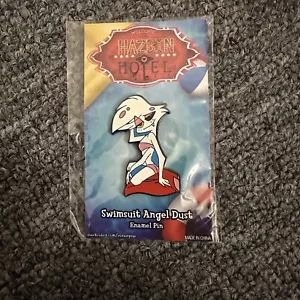 HAZBIN
HOTEL
Swimsuit Angel Dust
Enamel Pin
MADE IN CHINA